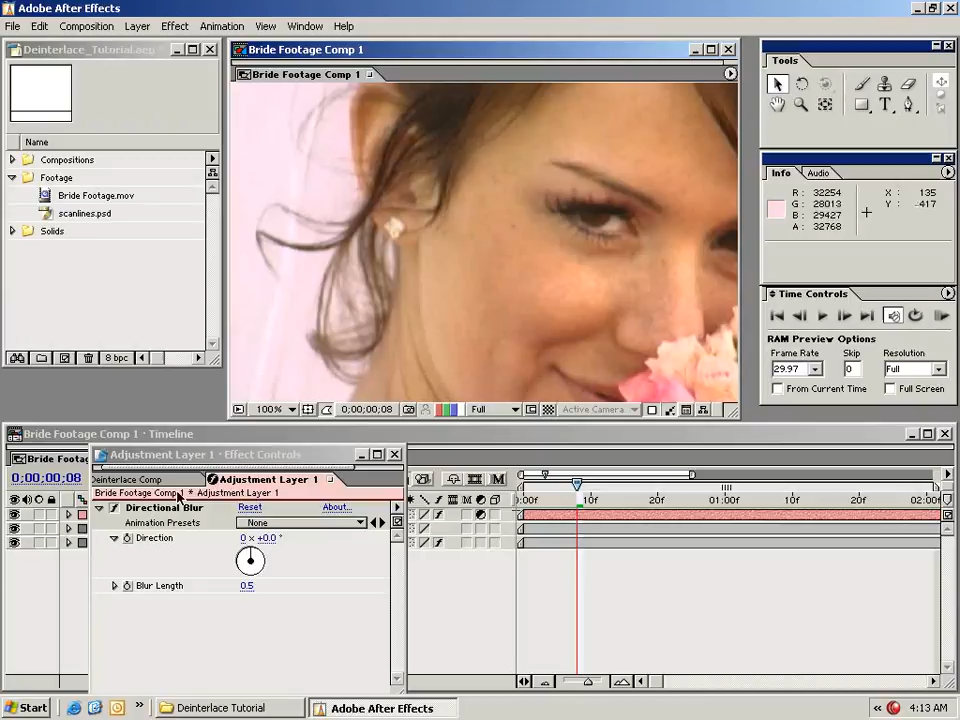 Adobe After Effects
File Edit Composition Layer Effect Animation View Window Help
Deinterlace_Tutorial.aep
Bride Footage Comp 1
Bride Footage Comp 1
Name
Compositions
Footage
Bride Footage.mov
scanlines.psd
Solids
8 bpc
100% 0;00;00;08 Full Active Camera
Tools
T
Info Audio
R : 32254
G : 28013
B : 29427
A : 32768
X : 135
Y : -417
Time Controls
RAM Preview Options
Frame Rate Skip Resolution
29.97 0 Full
From Current Time Full Screen
Bride Footage Comp 1 · Timeline
Bride Foo
0;00;00;08
Adjustment Layer 1 · Effect Controls
Deinterlace Comp Adjustment Layer 1
Bride Footage Comp 1 * Adjustment Layer 1
Directional Blur Reset About...
Animation Presets None
Direction 0 x +0.0 °
Blur Length 0.5
M
0:00f 10f 20f 01:00f 10f 20f 02:00
Start Deinterlace Tutorial Adobe After Effects 4:13 AM